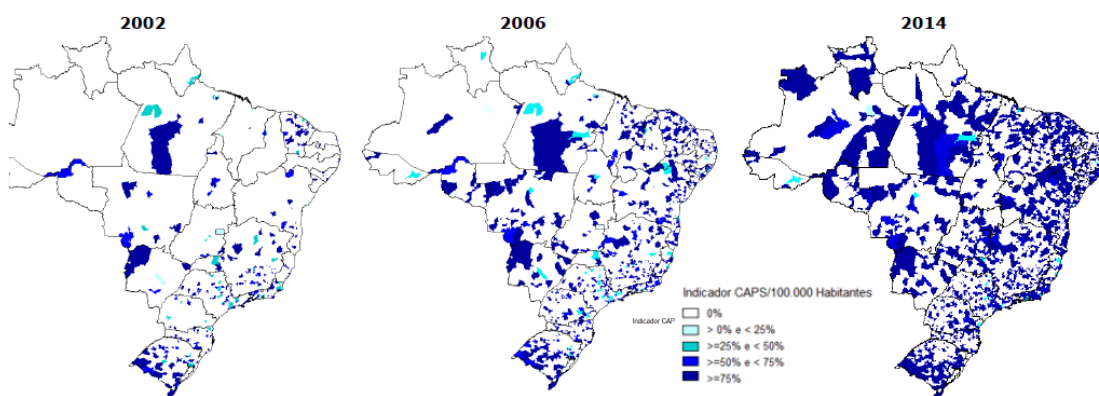 2002
2006
2014
Indicador CAPS/100.000 Habitantes
0%
> 0% e < 25%
>=25% e < 50%
>=50% e < 75%
>=75%
Indicador CAP